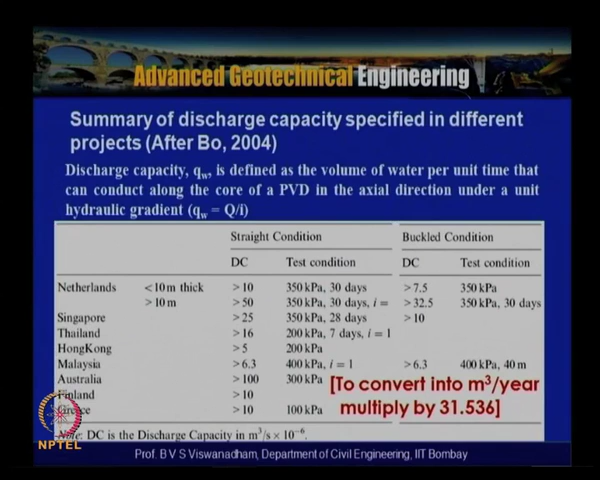 Advanced Geotechnical Engineering
Summary of discharge capacity specified in different
projects (After Bo, 2004)
Discharge capacity, qw, is defined as the volume of water per unit time that
can conduct along the core of a PVD in the axial direction under a unit
hydraulic gradient (qw = Q/i)
Straight Condition Buckled Condition
DC Test condition DC Test condition
Netherlands <10m thick >10 350 kPa, 30 days >7.5 350 kPa
>10m >50 350 kPa, 30 days, i = >32.5 350 kPa, 30 days
Singapore >25 350 kPa, 28 days >10
Thailand >16 200 kPa, 7 days, i = 1
HongKong >5 200 kPa
Malaysia >6.3 400 kPa, i = 1 >6.3 400 kPa, 40 m
Australia >100 300 kPa
Finland >10
Greece >10 100 kPa
[To convert into m³/year
multiply by 31.536]
Note: DC is the Discharge Capacity in m³/s × 10⁻⁶.
NPTEL
Prof. B V S Viswanadham, Department of Civil Engineering, IIT Bombay